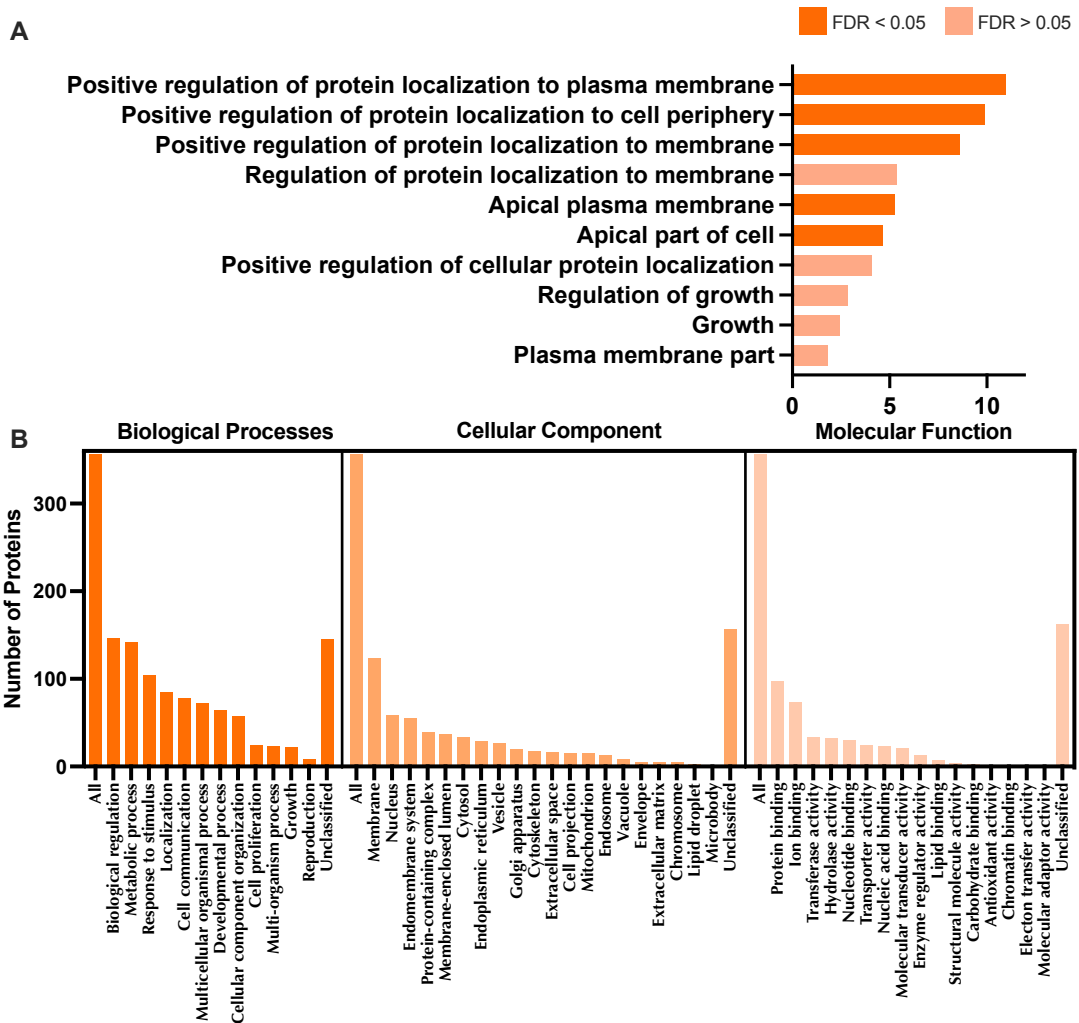 A
FDR < 0.05
FDR > 0.05
Positive regulation of protein localization to plasma membrane
Positive regulation of protein localization to cell periphery
Positive regulation of protein localization to membrane
Regulation of protein localization to membrane
Apical plasma membrane
Apical part of cell
Positive regulation of cellular protein localization
Regulation of growth
Growth
Plasma membrane part
0
5
10
B
Biological Processes
Cellular Component
Molecular Function
Number of Proteins
300
200
100
0
All
Biological regulation
Metabolic process
Response to stimulus
Localization
Cell communication
Multicellular organismal process
Developmental process
Cellular component organization
Cell proliferation
Multi-organism process
Growth
Reproduction
Unclassified
All
Membrane
Nucleus
Endomembrane system
Protein-containing complex
Membrane-enclosed lumen
Cytosol
Endoplasmic reticulum
Vesicle
Golgi apparatus
Cytoskeleton
Extracellular space
Cell projection
Mitochondrion
Endosome
Vacuole
Envelope
Extracellular matrix
Chromosome
Lipid droplet
Microbody
Unclassified
All
Protein binding
Ion binding
Transferase activity
Hydrolase activity
Nucleotide binding
Transporter activity
Nucleic acid binding
Molecular transducer activity
Enzyme regulator activity
Lipid binding
Structural molecule activity
Carbohydrate binding
Antioxidant activity
Chromatin binding
Electon transfer activity
Molecular adaptor activity
Unclassified